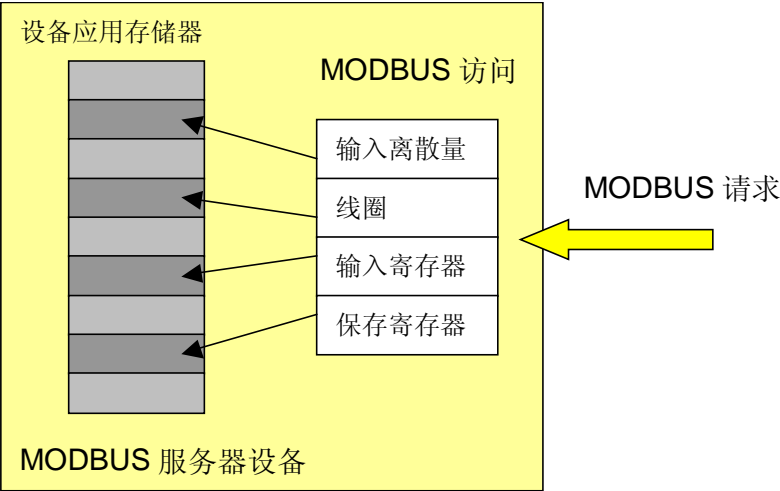 设备应用存储器
MODBUS 访问
输入离散量
线圈
输入寄存器
保存寄存器
MODBUS 请求
MODBUS 服务器设备